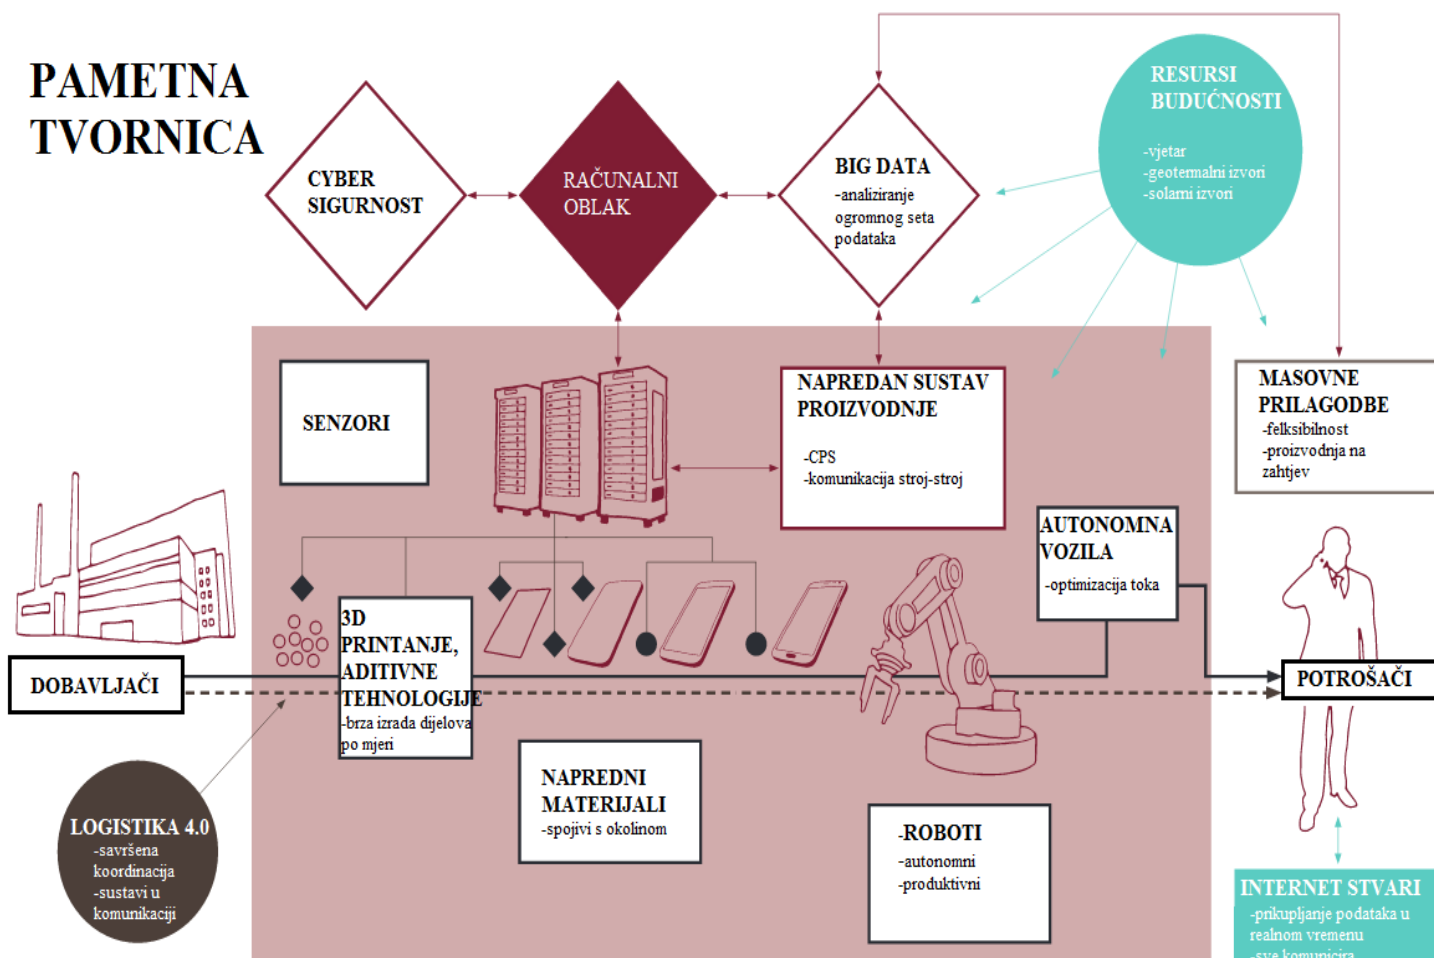 PAMETNA
TVORNICA
CYBER
SIGURNOST
RAČUNALNI
OBLAK
BIG DATA
-analiziranje
ogromnog seta
podataka
RESURSI
BUDUĆNOSTI
-vjetar
-geotermalni izvori
-solarni izvori
SENZORI
NAPREDAN SUSTAV
PROIZVODNJE
-CPS
-komunikacija stroj-stroj
MASOVNE
PRILAGODBE
-felksibilnost
-proizvodnja na
zahtjev
AUTONOMNA
VOZILA
-optimizacija toka
3D
PRINTANJE,
ADITIVNE
TEHNOLOGIJE
-brza izrada dijelova
po mjeri
DOBAVLJAČI
POTROŠAČI
NAPREDNI
MATERIJALI
-spojivi s okolinom
-ROBOTI
-autonomni
-produktivni
LOGISTIKA 4.0
-savršena
koordinacija
-sustavi u
komunikaciji
INTERNET STVARI
-prikupljanje podataka u
realnom vremenu
-sve komunicira